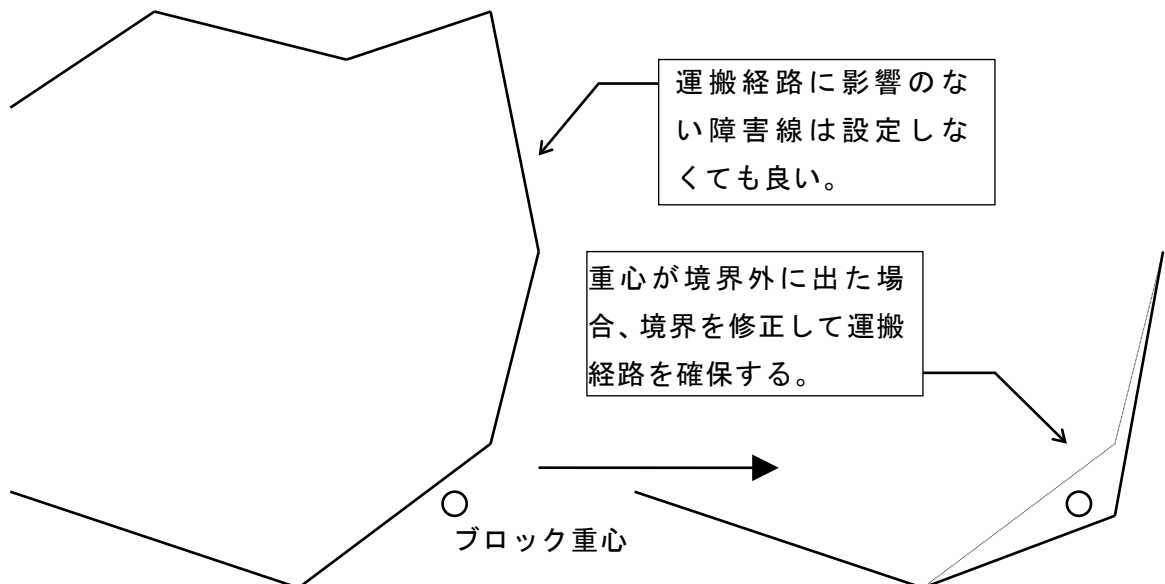 運搬経路に影響のな
い障害線は設定しな
くても良い。
重心が境界外に出た場
合、境界を修正して運搬
経路を確保する。
ブロック重心